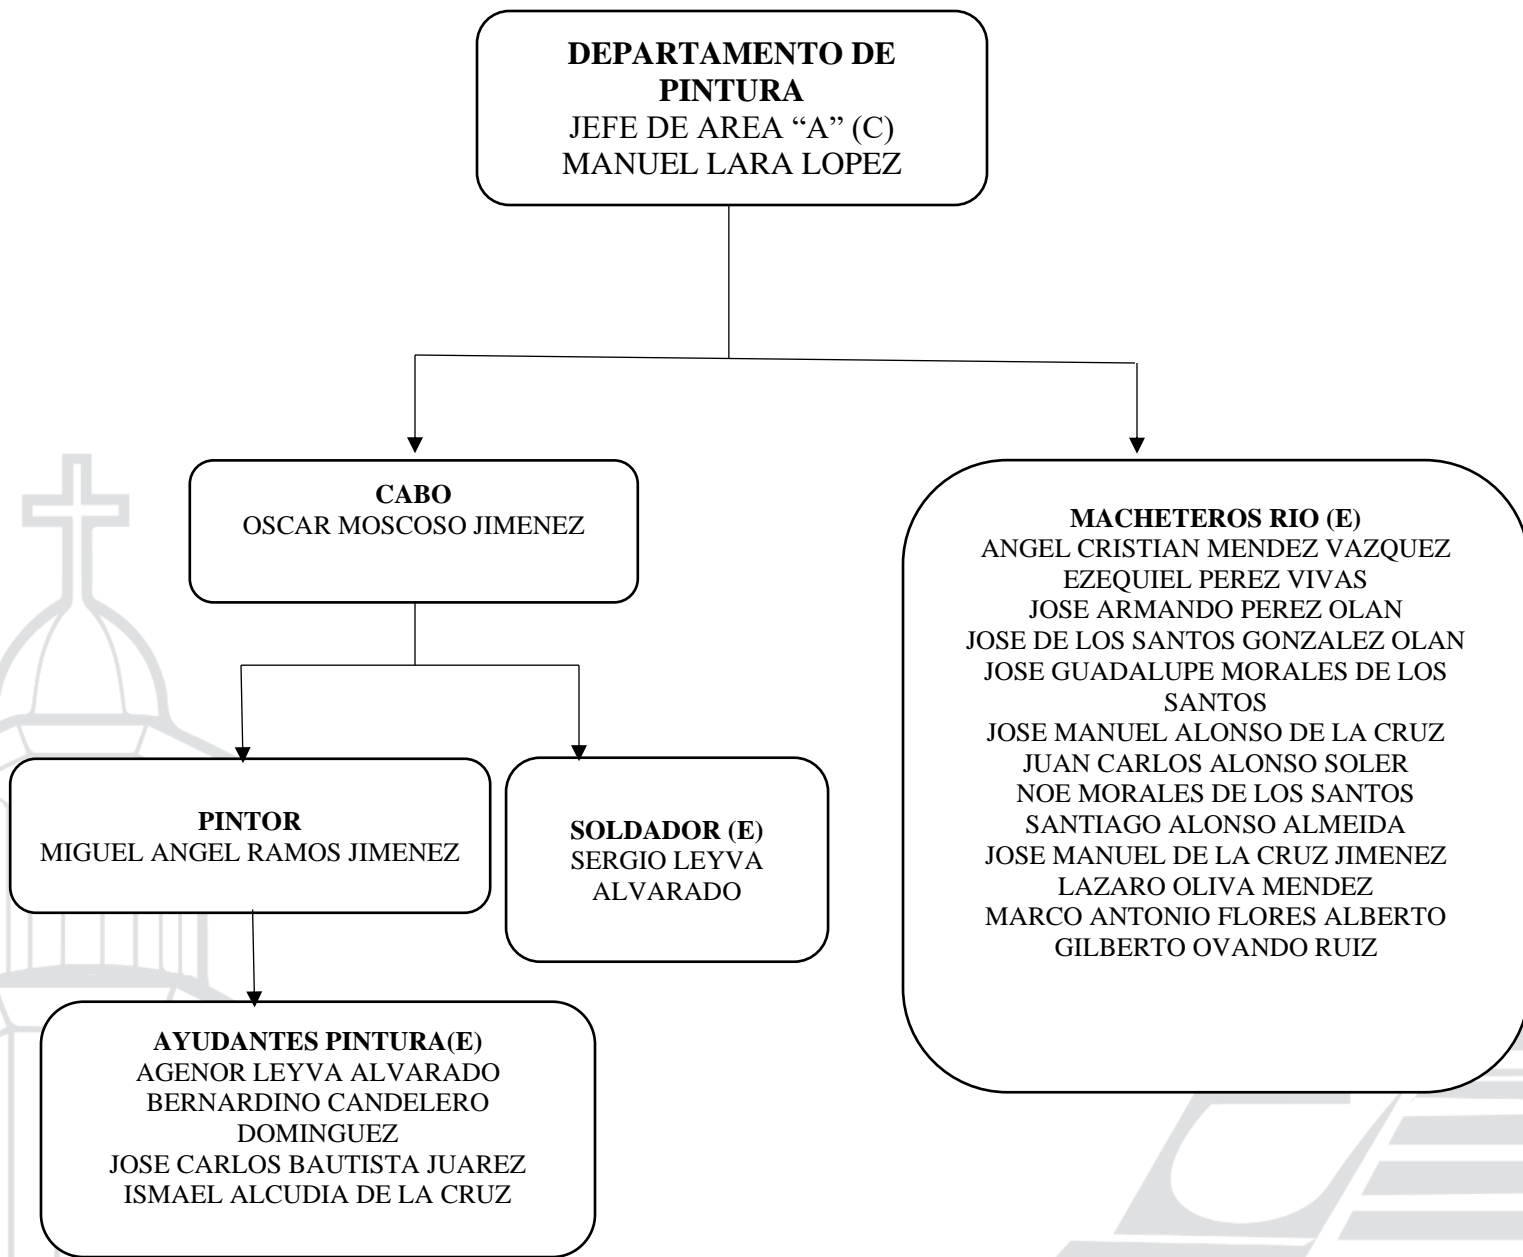 DEPARTAMENTO DE
PINTURA
JEFE DE AREA “A” (C)
MANUEL LARA LOPEZ
CABO
OSCAR MOSCOSO JIMENEZ
MACHETEROS RIO (E)
ANGEL CRISTIAN MENDEZ VAZQUEZ
EZEQUIEL PEREZ VIVAS
JOSE ARMANDO PEREZ OLAN
JOSE DE LOS SANTOS GONZALEZ OLAN
JOSE GUADALUPE MORALES DE LOS
SANTOS
JOSE MANUEL ALONSO DE LA CRUZ
JUAN CARLOS ALONSO SOLER
NOE MORALES DE LOS SANTOS
SANTIAGO ALONSO ALMEIDA
JOSE MANUEL DE LA CRUZ JIMENEZ
LAZARO OLIVA MENDEZ
MARCO ANTONIO FLORES ALBERTO
GILBERTO OVANDO RUIZ
PINTOR
MIGUEL ANGEL RAMOS JIMENEZ
SOLDADOR (E)
SERGIO LEYVA
ALVARADO
AYUDANTES PINTURA(E)
AGENOR LEYVA ALVARADO
BERNARDINO CANDELERO
DOMINGUEZ
JOSE CARLOS BAUTISTA JUAREZ
ISMAEL ALCUDIA DE LA CRUZ